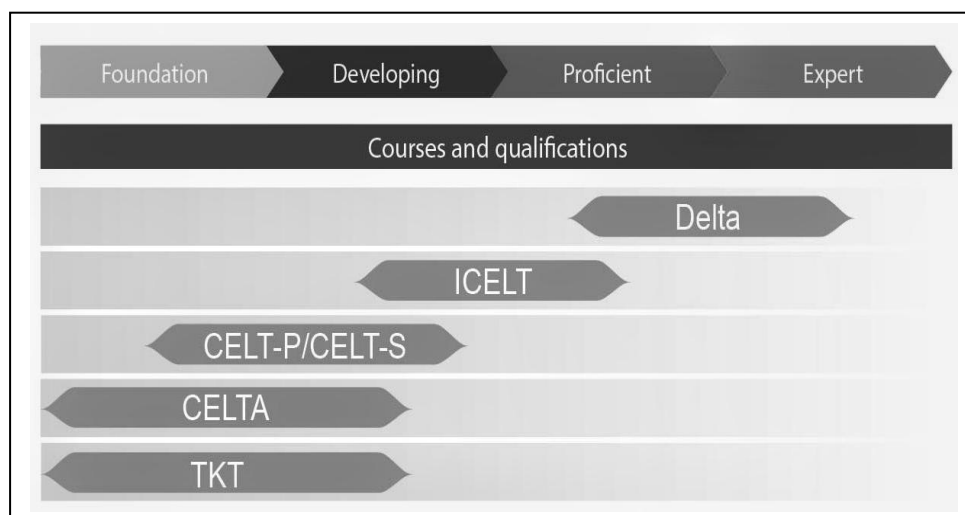 Foundation Developing Proficient Expert
Courses and qualifications
Delta
ICELT
CELT-P/CELT-S
CELTA
TKT